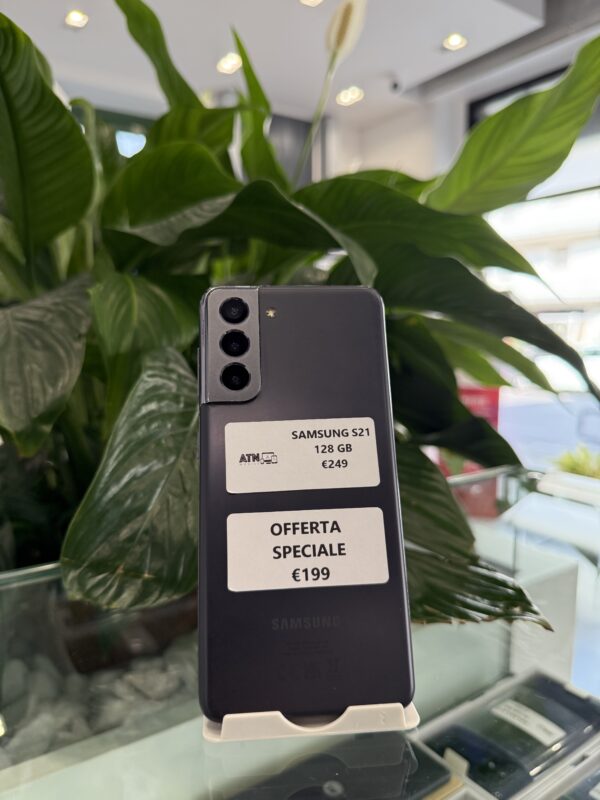 SAMSUNG S21
128 GB
ATN
€249
OFFERTA
SPECIALE
€199
SAMSUNG